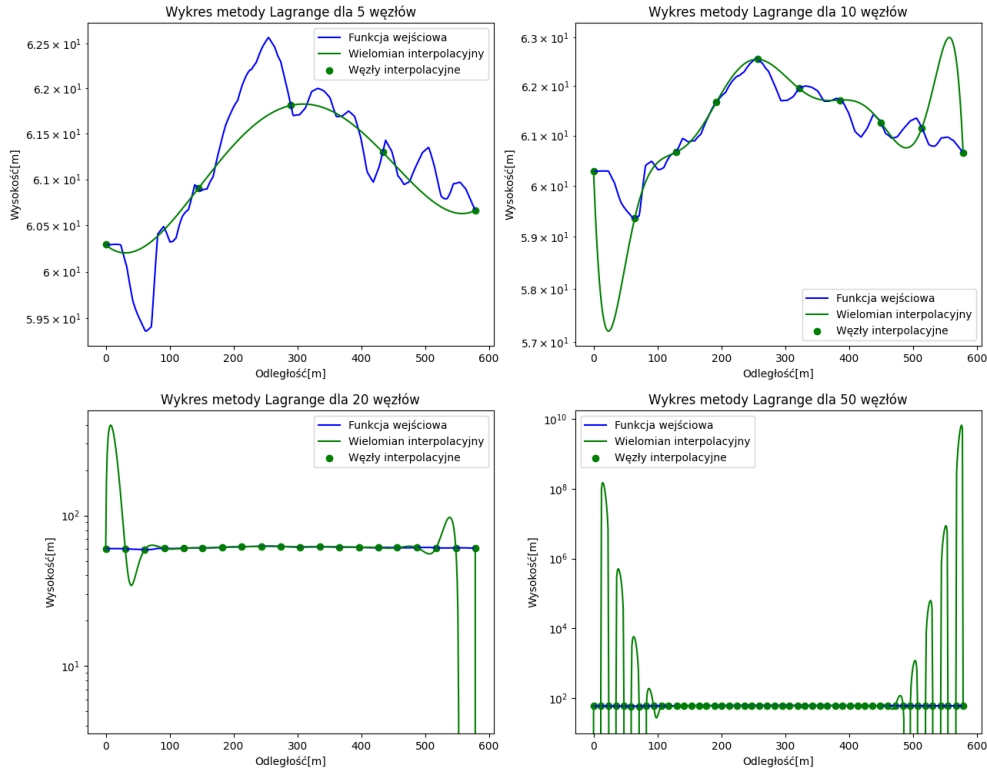 Wykres metody Lagrange dla 5 węzłów
6.25 × 10¹
6.2 × 10¹
6.15 × 10¹
6.1 × 10¹
6.05 × 10¹
6 × 10¹
5.95 × 10¹
Wysokość[m]
Funkcja wejściowa
Wielomian interpolacyjny
Węzły interpolacyjne
0 100 200 300 400 500 600
Odległość[m]
Wykres metody Lagrange dla 10 węzłów
6.3 × 10¹
6.2 × 10¹
6.1 × 10¹
6 × 10¹
5.9 × 10¹
5.8 × 10¹
5.7 × 10¹
Wysokość[m]
Funkcja wejściowa
Wielomian interpolacyjny
Węzły interpolacyjne
0 100 200 300 400 500 600
Odległość[m]
Wykres metody Lagrange dla 20 węzłów
10²
10¹
Wysokość[m]
Funkcja wejściowa
Wielomian interpolacyjny
Węzły interpolacyjne
0 100 200 300 400 500 600
Odległość[m]
Wykres metody Lagrange dla 50 węzłów
10¹⁰
10⁸
10⁶
10⁴
10²
Wysokość[m]
Funkcja wejściowa
Wielomian interpolacyjny
Węzły interpolacyjne
0 100 200 300 400 500 600
Odległość[m]